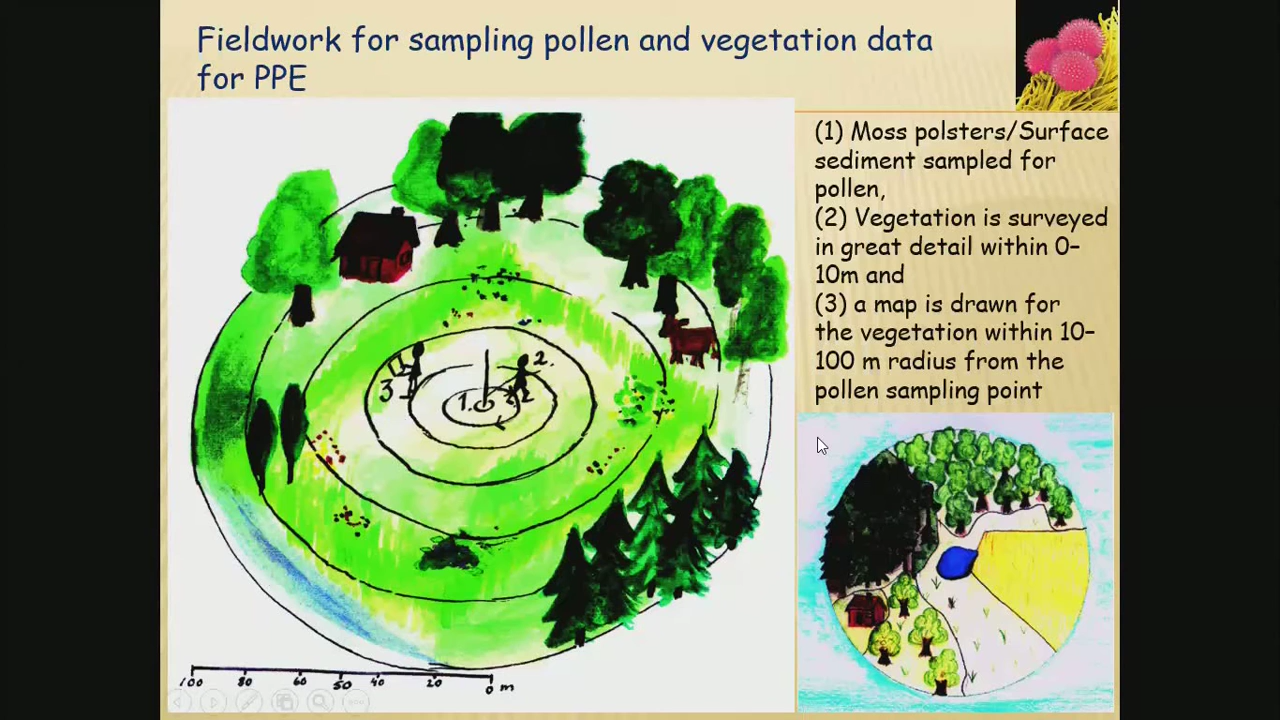 Fieldwork for sampling pollen and vegetation data
for PPE
(1) Moss polsters/Surface
sediment sampled for
pollen,
(2) Vegetation is surveyed
in great detail within 0–
10m and
(3) a map is drawn for
the vegetation within 10–
100 m radius from the
pollen sampling point
2.
3
1.
100 80 60 50 40 20 0 m